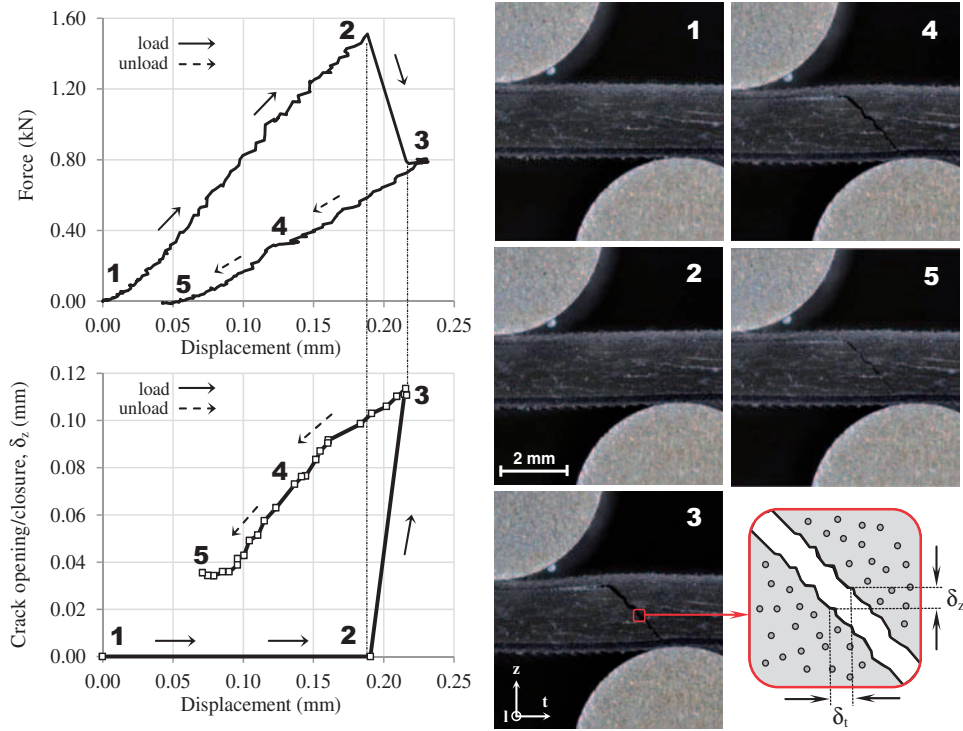 1.60
1.20
0.80
0.40
0.00
Force (kN)
load
unload
1
2
3
4
5
0.00 0.05 0.10 0.15 0.20 0.25
Displacement (mm)
0.12
0.10
0.08
0.06
0.04
0.02
0.00
Crack opening/closure, δz (mm)
load
unload
1
2
3
4
5
0.00 0.05 0.10 0.15 0.20 0.25
Displacement (mm)
1
4
2
2 mm
5
3
z
l t
δz
δt